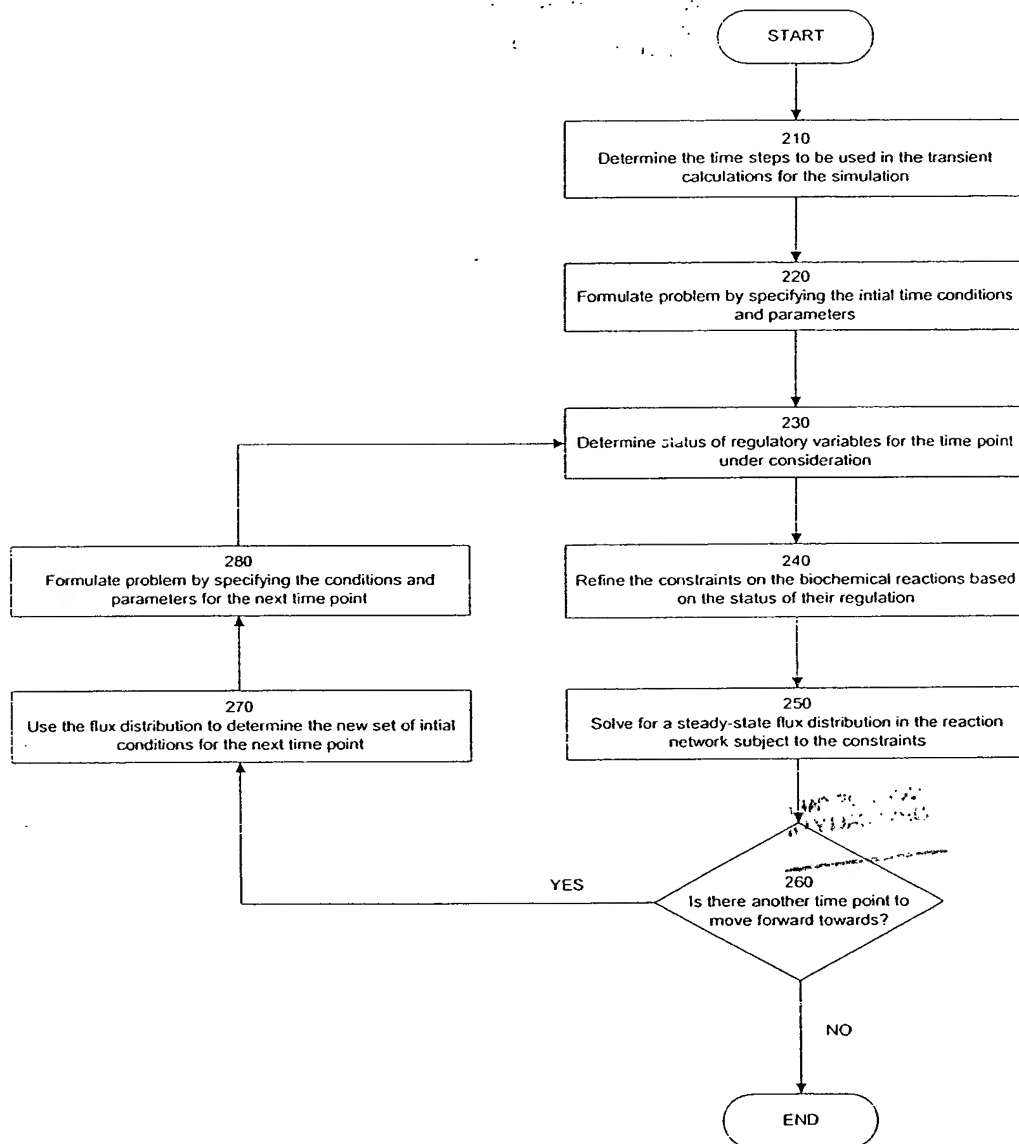 START
210
Determine the time steps to be used in the transient
calculations for the simulation
220
Formulate problem by specifying the intial time conditions
and parameters
230
Determine status of regulatory variables for the time point
under consideration
240
Refine the constraints on the biochemical reactions based
on the status of their regulation
250
Solve for a steady-state flux distribution in the reaction
network subject to the constraints
260
Is there another time point to
move forward towards?
YES
270
Use the flux distribution to determine the new set of intial
conditions for the next time point
280
Formulate problem by specifying the conditions and
parameters for the next time point
NO
END